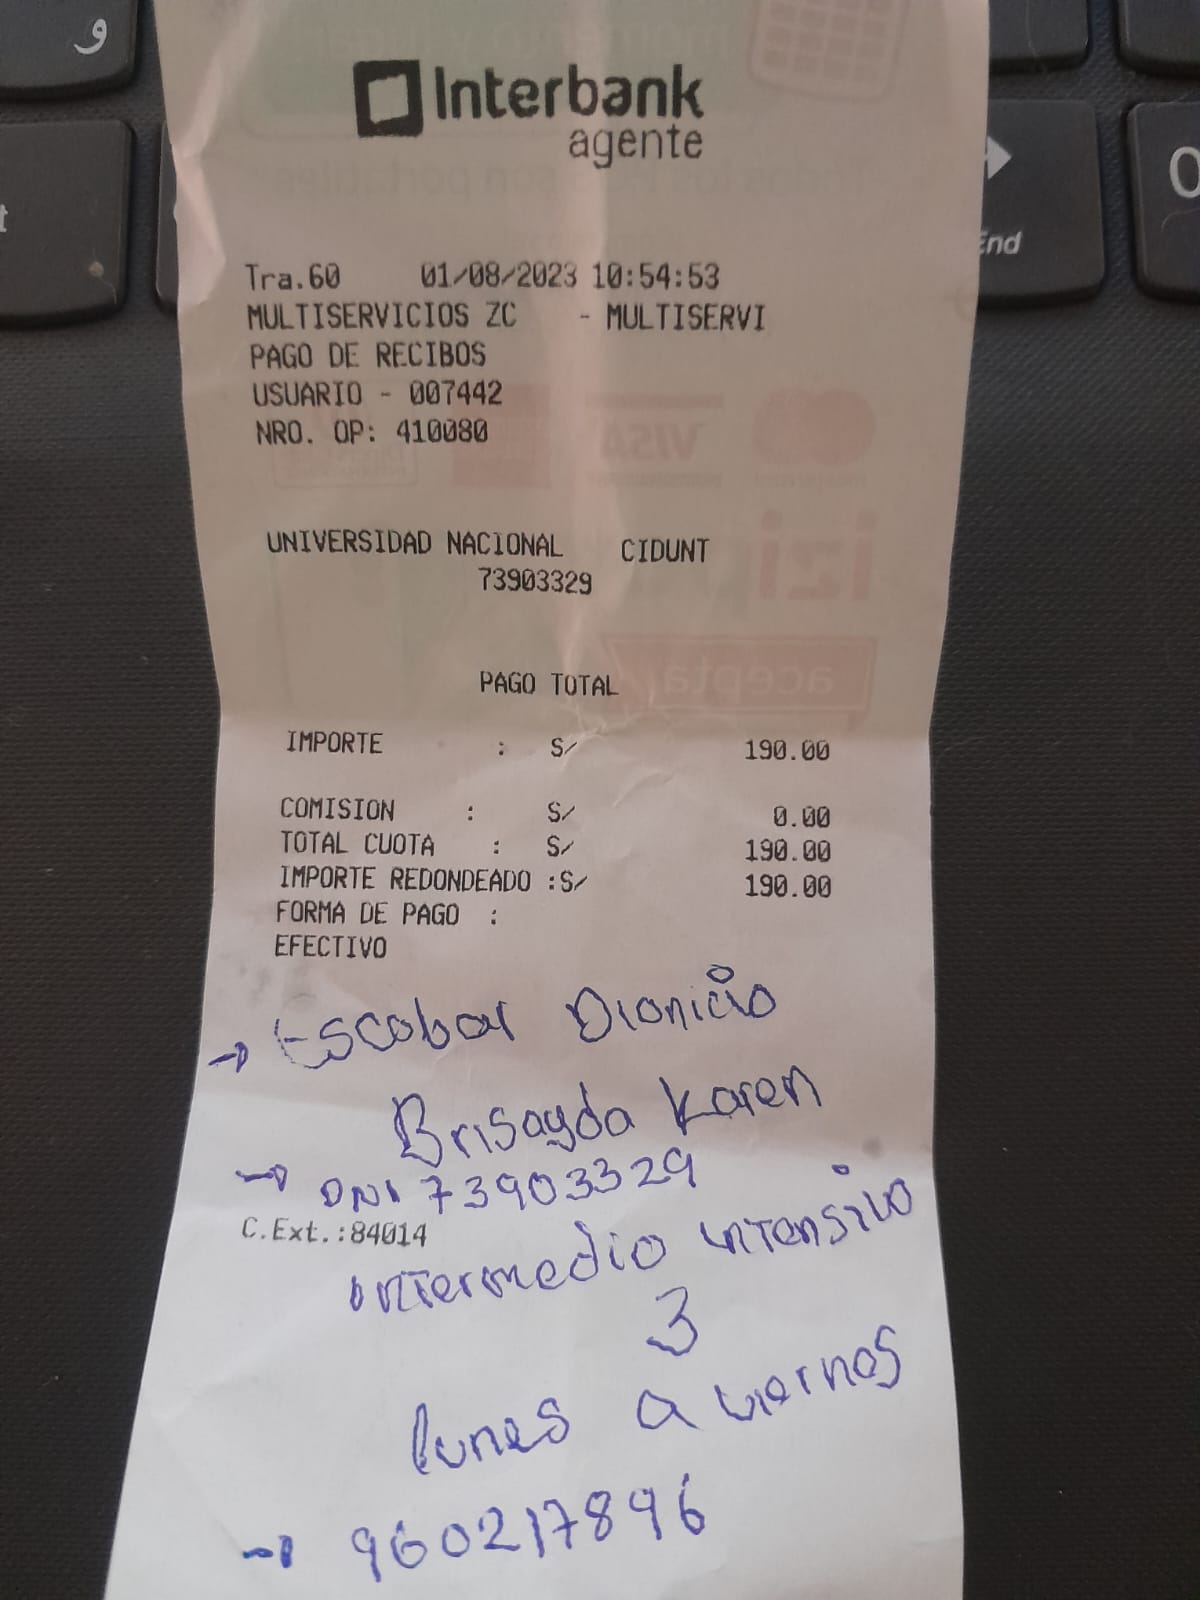 Interbank
agente
Tra.60 01/08/2023 10:54:53
MULTISERVICIOS ZC - MULTISERVI
PAGO DE RECIBOS
USUARIO - 007442
NRO. OP: 410080
UNIVERSIDAD NACIONAL CIDUNT
73903329
PAGO TOTAL
IMPORTE : S/ 190.00
COMISION : S/ 0.00
TOTAL CUOTA : S/ 190.00
IMPORTE REDONDEADO :S/ 190.00
FORMA DE PAGO :
EFECTIVO
→ Escobar Dionicio
Brisayda Karen
→ DNI 73903329
C.Ext.:84014
intermedio intensivo
3
lunes a viernes
→ 960217896
End
0
و